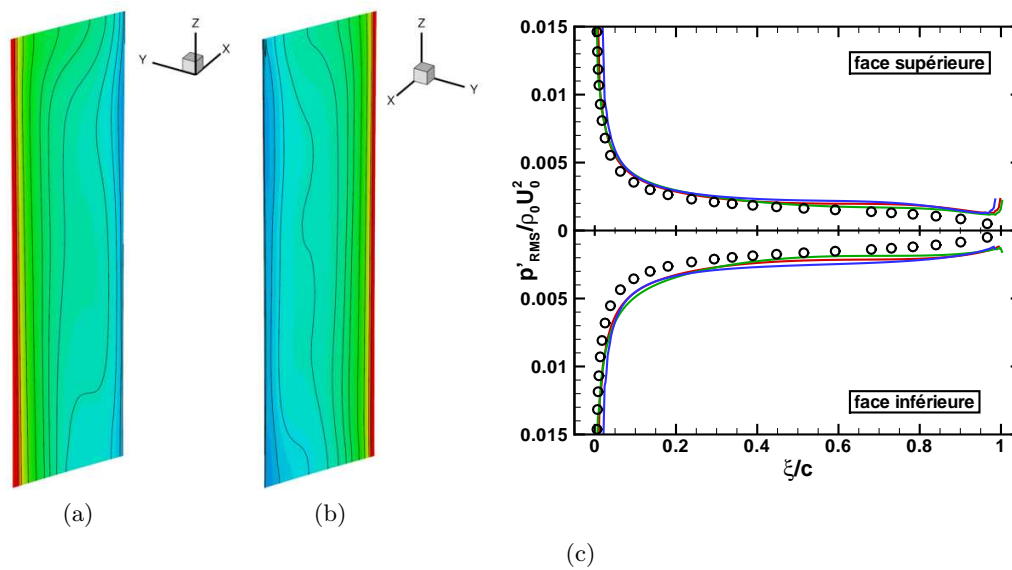 Z
Y
X
Z
X
Y
(a)
(b)
0.015
0.01
0.005
0
0.005
0.01
0.015
p'RMS/ρ0U0²
face supérieure
face inférieure
0
0.2
0.4
0.6
0.8
1
ξ/c
(c)